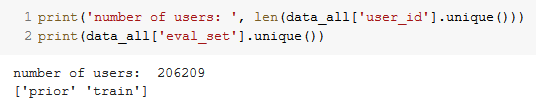 1 print('number of users: ', len(data_all['user_id'].unique()))
2 print(data_all['eval_set'].unique())
number of users:  206209
['prior' 'train']